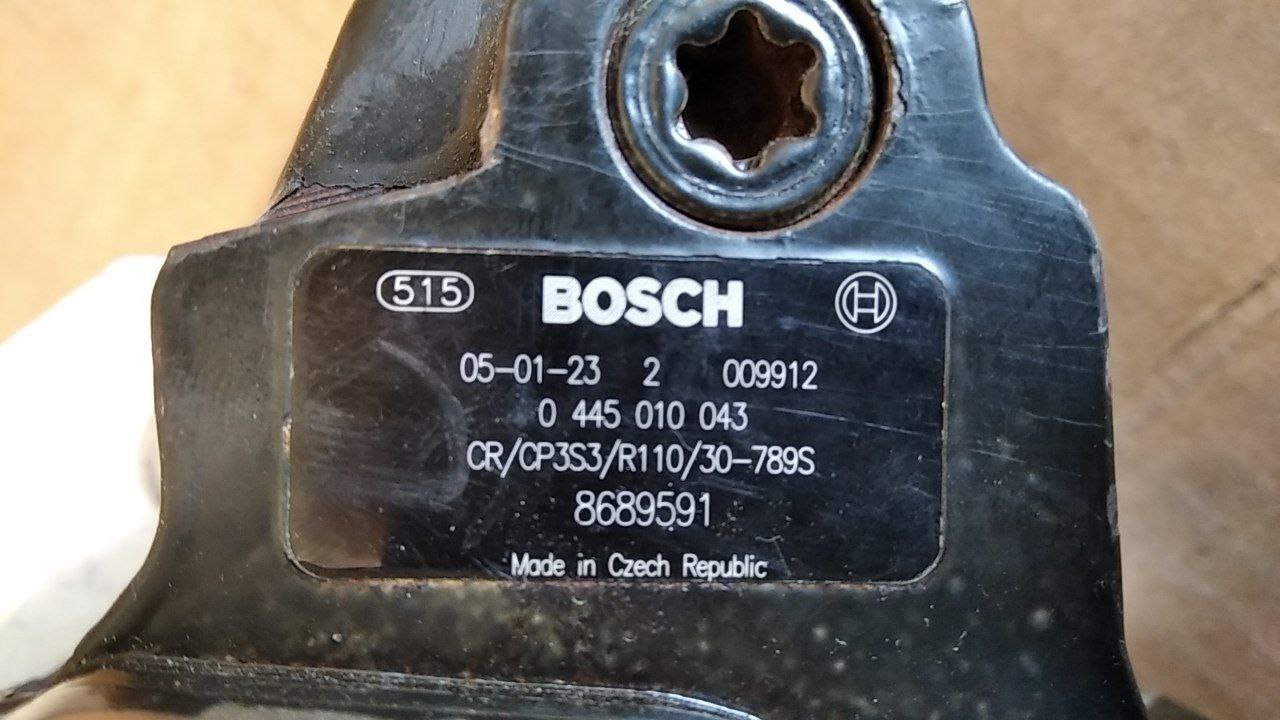 515 BOSCH
05-01-23 2 009912
0 445 010 043
CR/CP3S3/R110/30-789S
8689591
Made in Czech Republic